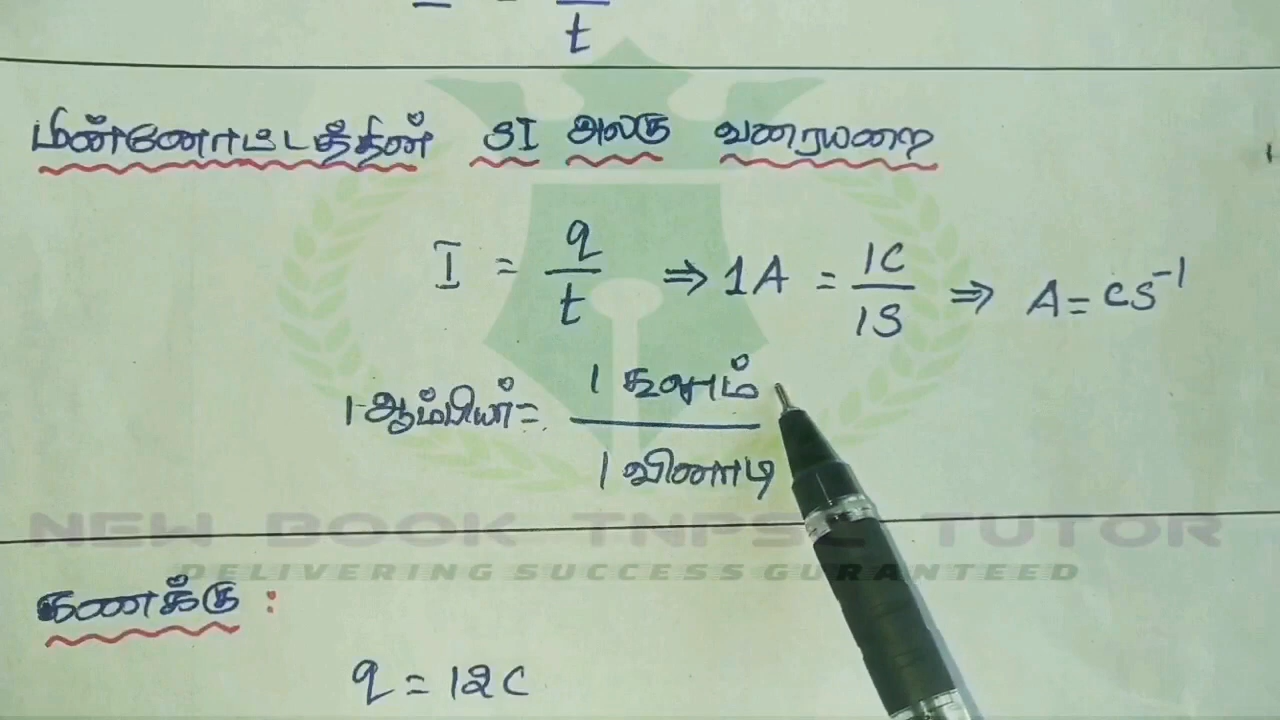 t
மின்னோட்டத்தின் SI அலகு வரையறை
I = q/t ⇒ 1A = 1C/1S ⇒ A = CS⁻¹
1 ஆம்பியர் = 1 கூலும் / 1 வினாடி
NEW BOOK TNPSC TUTOR
DELIVERING SUCCESS GURANTEED
கணக்கு :
q = 12C